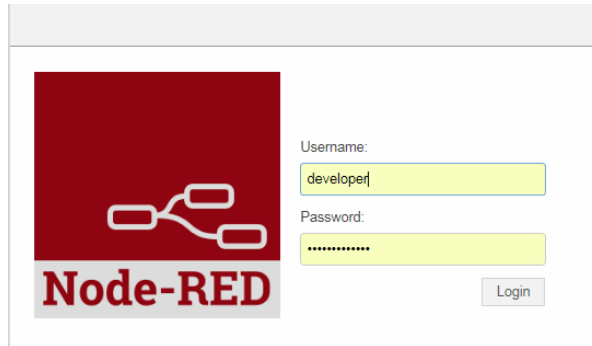 Username:
developer
Password:
•••••••••••••
Login
Node-RED